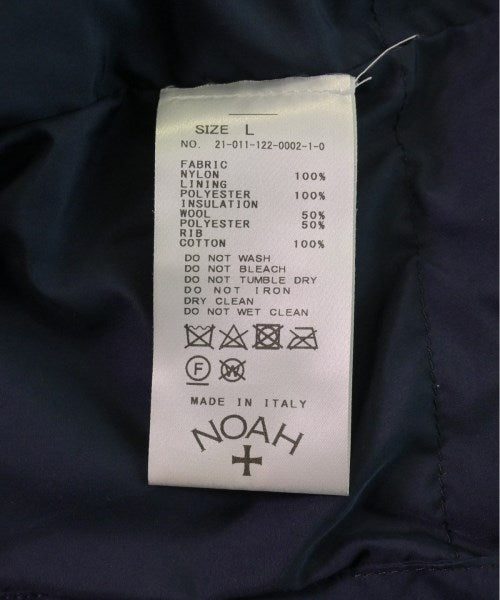 SIZE L
NO. 21-011-122-0002-1-0
FABRIC
NYLON 100%
LINING
POLYESTER 100%
INSULATION
WOOL 50%
POLYESTER 50%
RIB
COTTON 100%
DO NOT WASH
DO NOT BLEACH
DO NOT TUMBLE DRY
DO NOT IRON
DRY CLEAN
DO NOT WET CLEAN
F W
MADE IN ITALY
NOAH